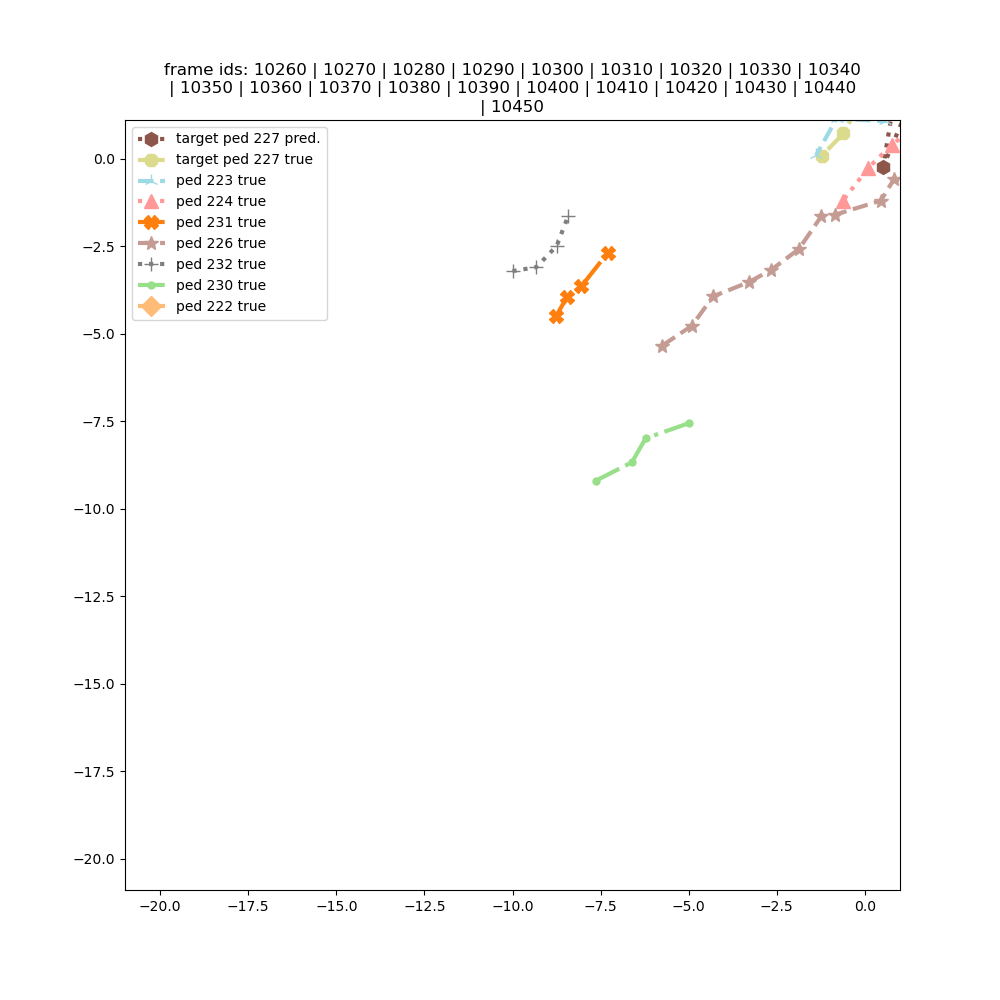 frame ids: 10260 | 10270 | 10280 | 10290 | 10300 | 10310 | 10320 | 10330 | 10340
| 10350 | 10360 | 10370 | 10380 | 10390 | 10400 | 10410 | 10420 | 10430 | 10440
| 10450
target ped 227 pred.
target ped 227 true
ped 223 true
ped 224 true
ped 231 true
ped 226 true
ped 232 true
ped 230 true
ped 222 true
0.0
−2.5
−5.0
−7.5
−10.0
−12.5
−15.0
−17.5
−20.0
−20.0 −17.5 −15.0 −12.5 −10.0 −7.5 −5.0 −2.5 0.0